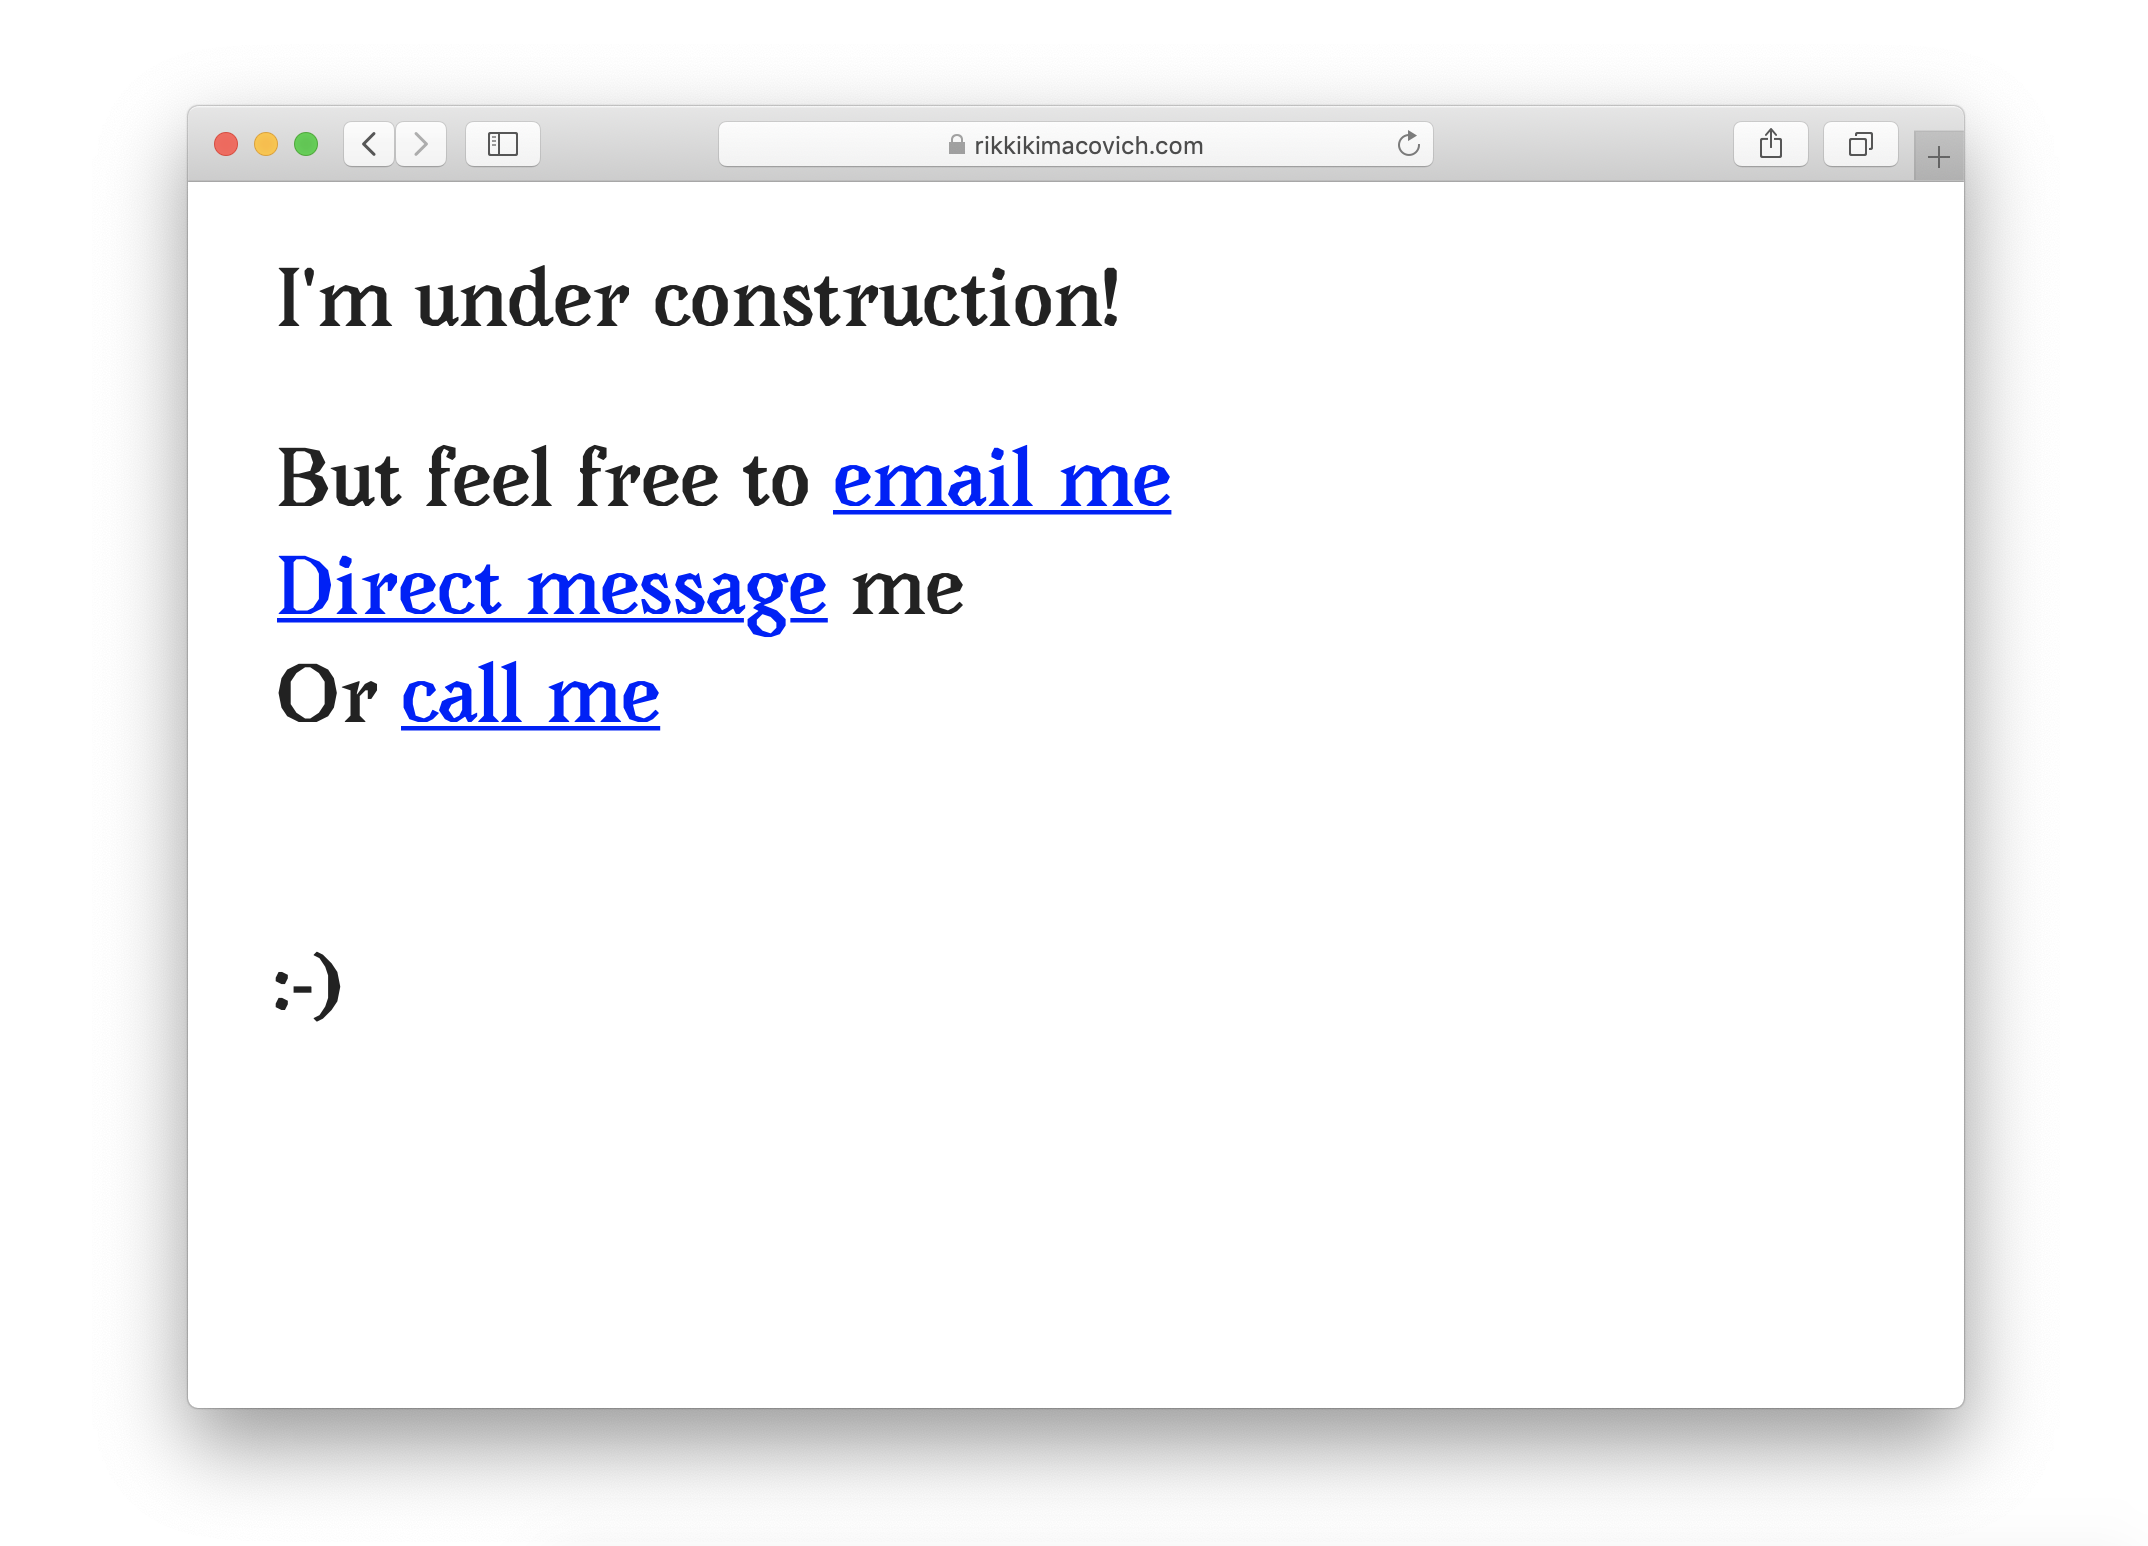 rikkikimacovich.com
I'm under construction!
But feel free to email me
Direct message me
Or call me
:-)